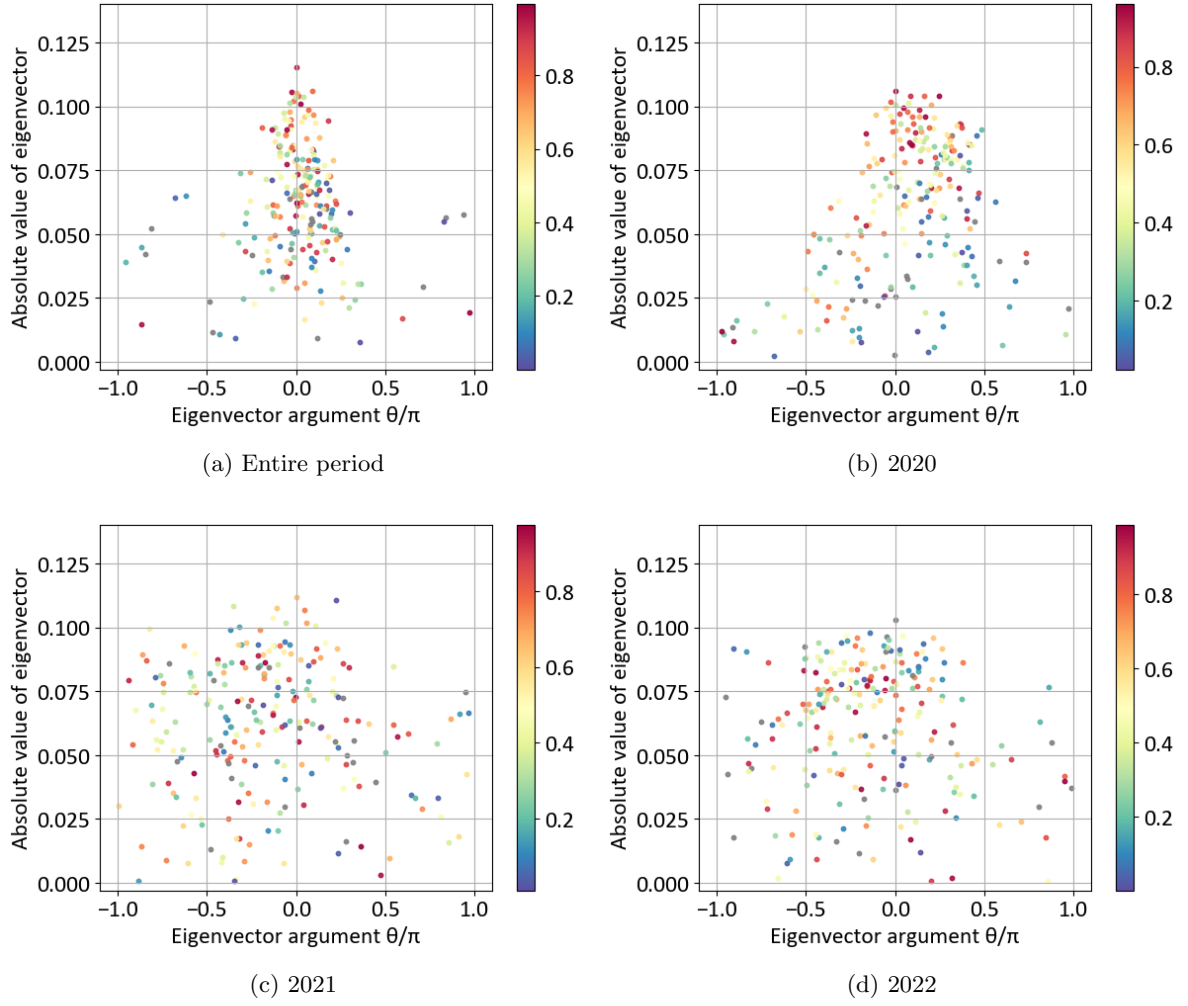 Absolute value of eigenvector
0.125
0.100
0.075
0.050
0.025
0.000
−1.0 −0.5 0.0 0.5 1.0
Eigenvector argument θ/π
0.8
0.6
0.4
0.2
(a) Entire period
Absolute value of eigenvector
0.125
0.100
0.075
0.050
0.025
0.000
−1.0 −0.5 0.0 0.5 1.0
Eigenvector argument θ/π
0.8
0.6
0.4
0.2
(b) 2020
Absolute value of eigenvector
0.125
0.100
0.075
0.050
0.025
0.000
−1.0 −0.5 0.0 0.5 1.0
Eigenvector argument θ/π
0.8
0.6
0.4
0.2
(c) 2021
Absolute value of eigenvector
0.125
0.100
0.075
0.050
0.025
0.000
−1.0 −0.5 0.0 0.5 1.0
Eigenvector argument θ/π
0.8
0.6
0.4
0.2
(d) 2022